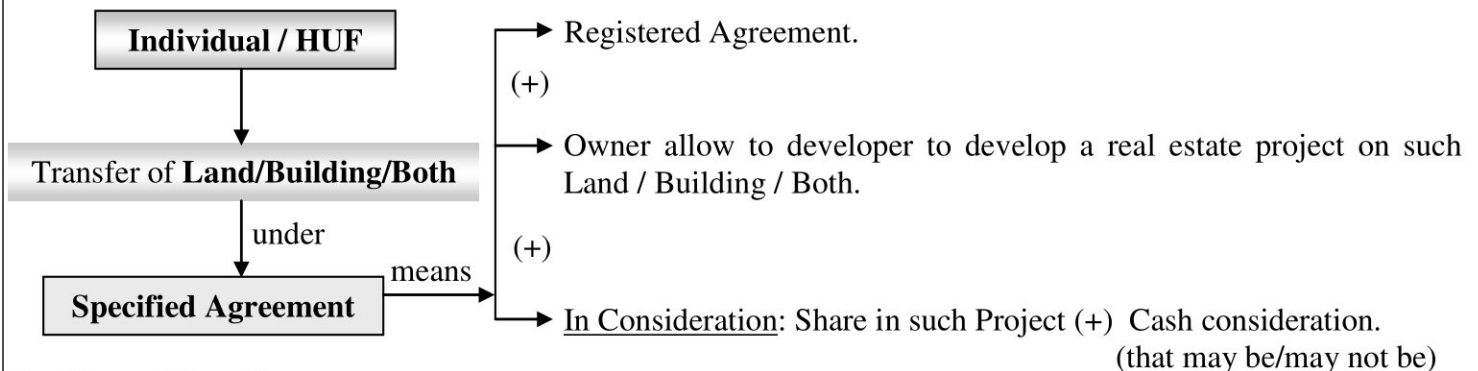 Individual / HUF
Transfer of Land/Building/Both
under
Specified Agreement
means
Registered Agreement.
(+)
Owner allow to developer to develop a real estate project on such
Land / Building / Both.
(+)
In Consideration: Share in such Project (+) Cash consideration.
(that may be/may not be)